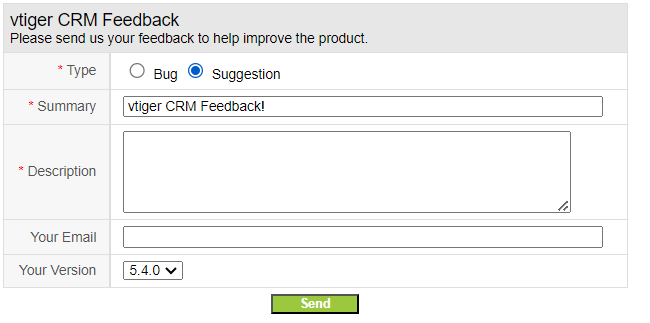 vtiger CRM Feedback
Please send us your feedback to help improve the product.
* Type Bug Suggestion
* Summary vtiger CRM Feedback!
* Description
Your Email
Your Version 5.4.0
Send